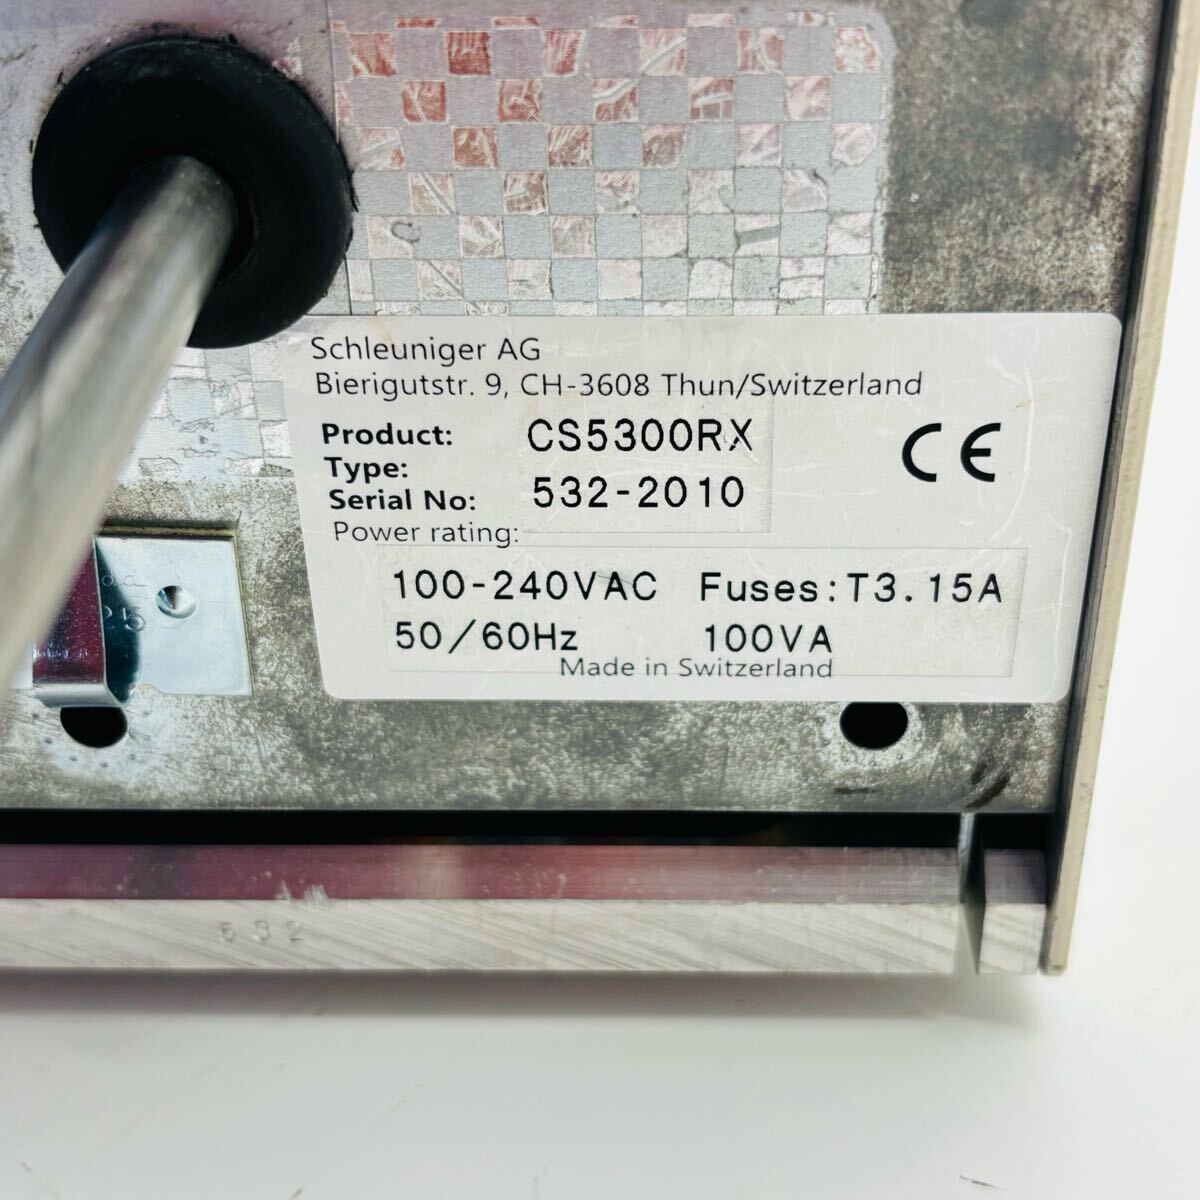 Schleuniger AG
Bierigutstr. 9, CH-3608 Thun/Switzerland
Product: CS5300RX
Type:
Serial No: 532-2010
Power rating:
100-240VAC Fuses: T3.15A
50/60Hz 100VA
Made in Switzerland
CE
532